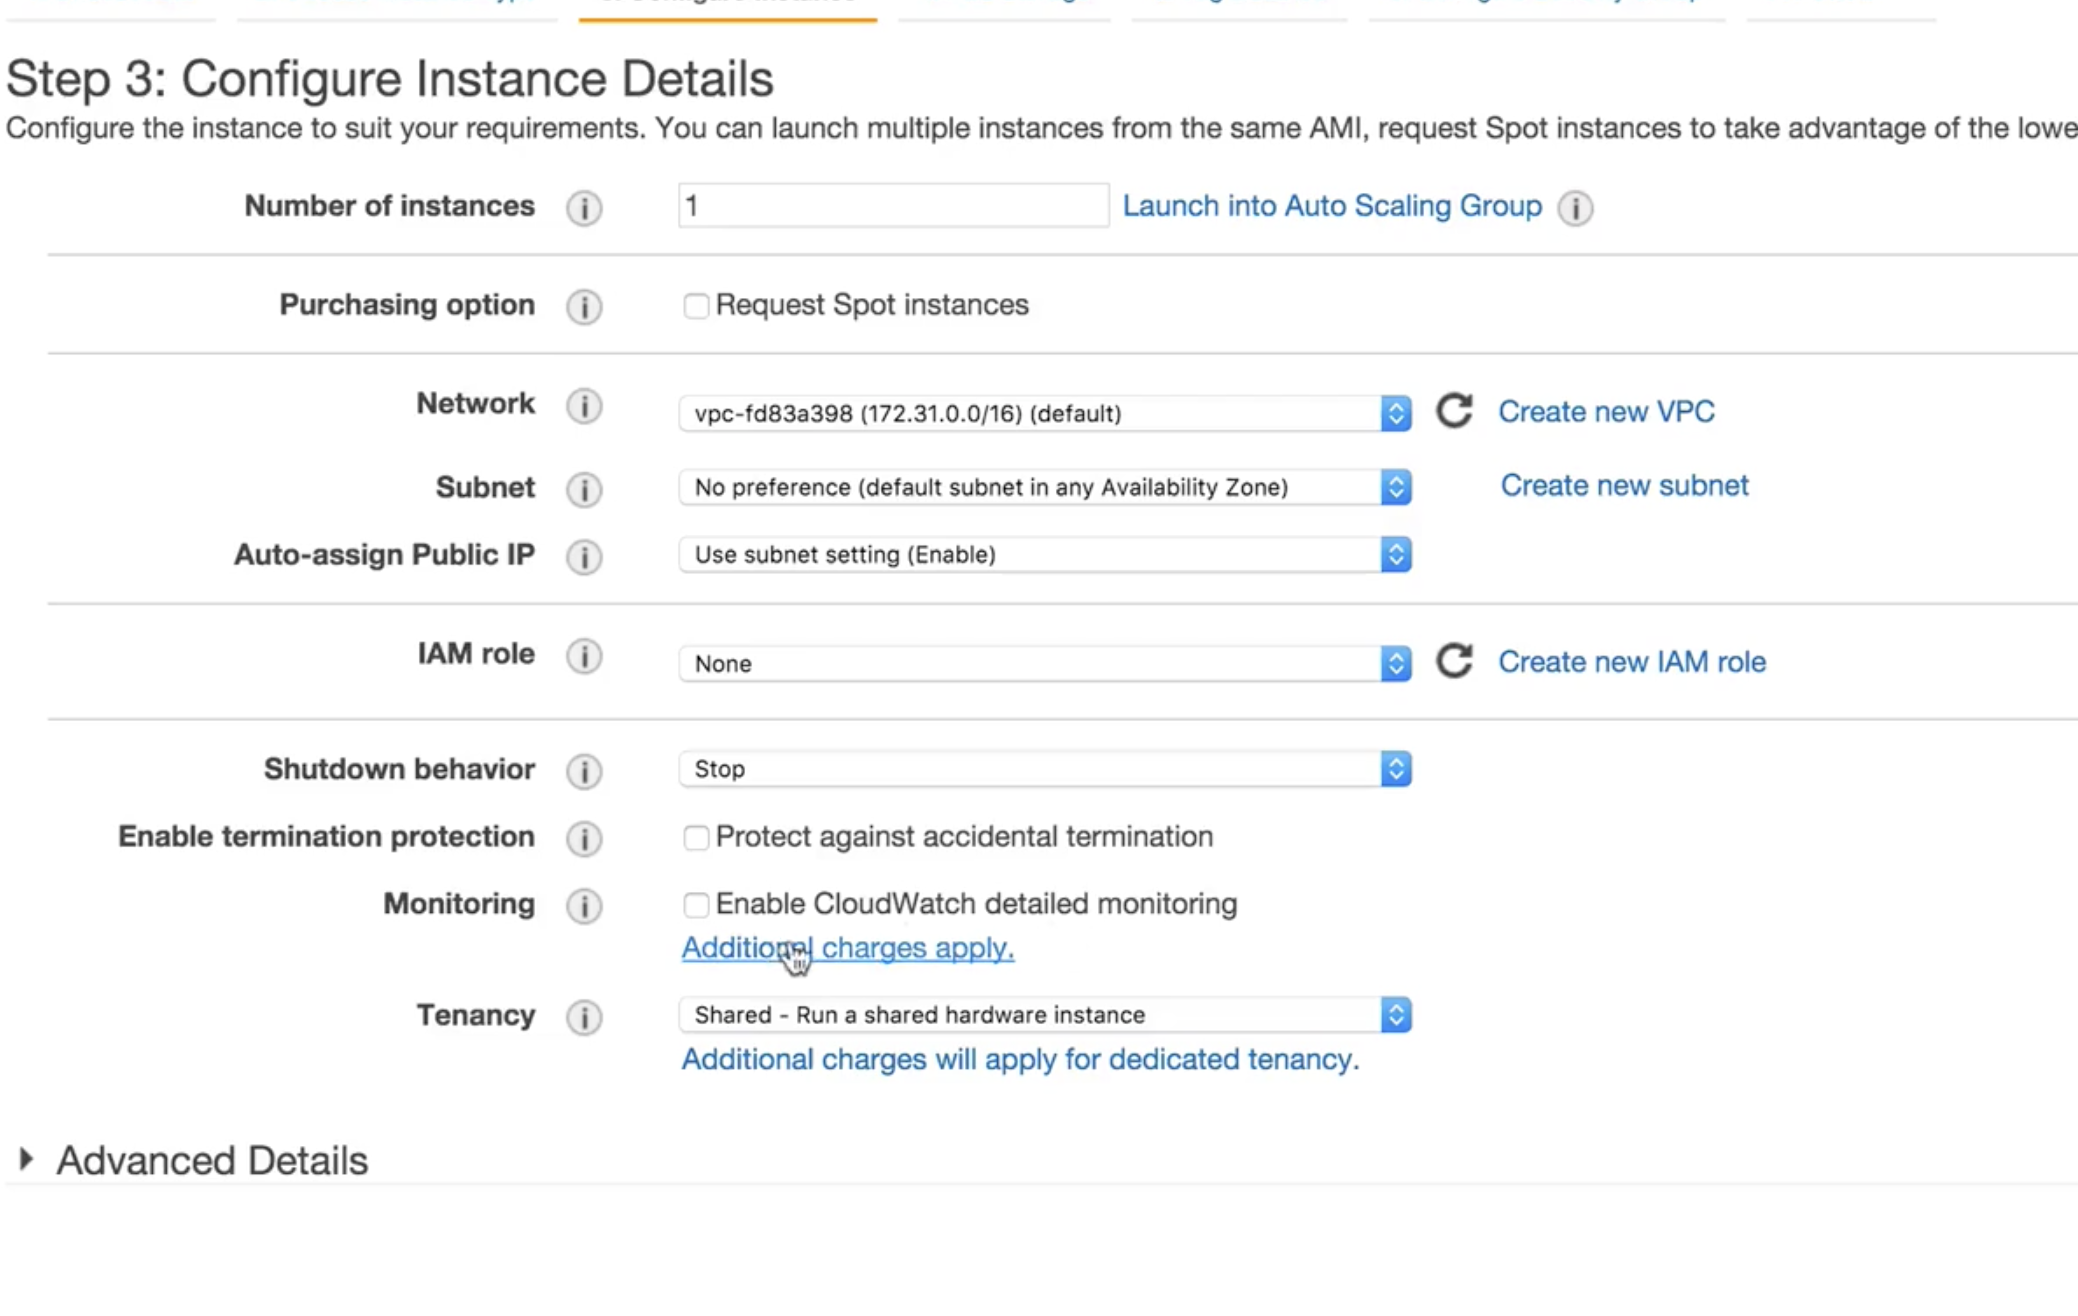 Step 3: Configure Instance Details
Configure the instance to suit your requirements. You can launch multiple instances from the same AMI, request Spot instances to take advantage of the lowe
Number of instances 1 Launch into Auto Scaling Group
Purchasing option Request Spot instances
Network vpc-fd83a398 (172.31.0.0/16) (default) Create new VPC
Subnet No preference (default subnet in any Availability Zone) Create new subnet
Auto-assign Public IP Use subnet setting (Enable)
IAM role None Create new IAM role
Shutdown behavior Stop
Enable termination protection Protect against accidental termination
Monitoring Enable CloudWatch detailed monitoring
Additional charges apply.
Tenancy Shared - Run a shared hardware instance
Additional charges will apply for dedicated tenancy.
Advanced Details